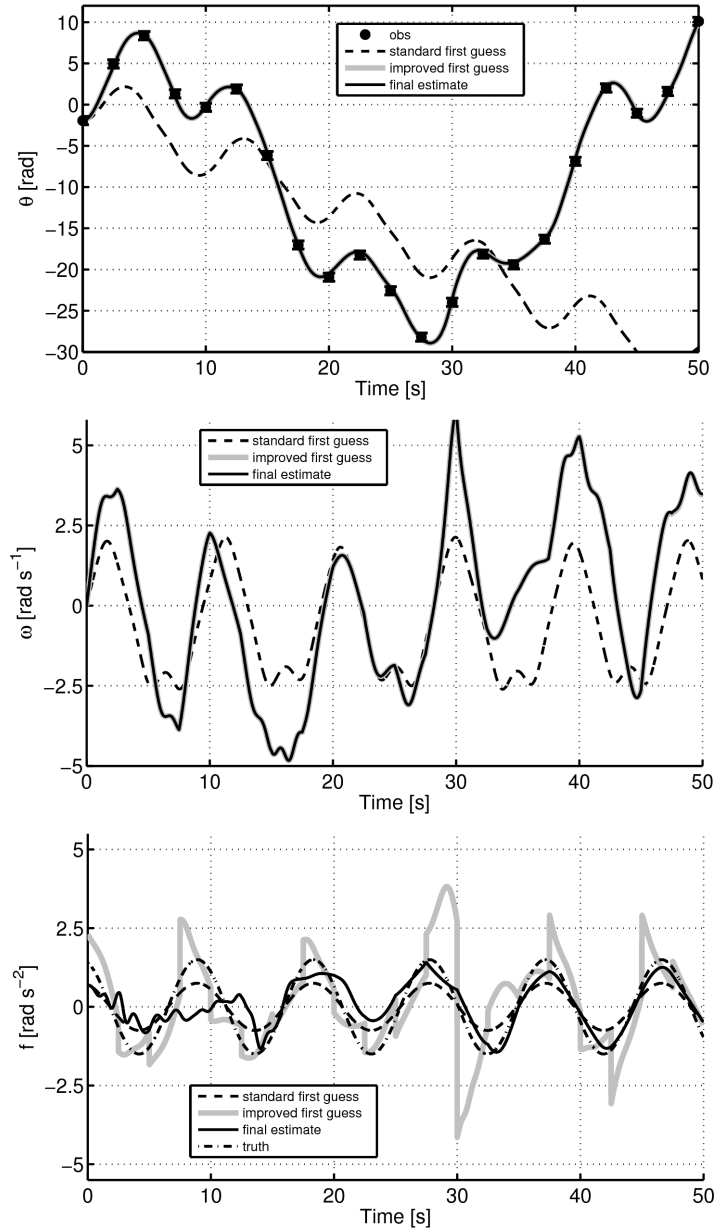 10
5
0
−5
−10
−15
−20
−25
−30
θ [rad]
obs
standard first guess
improved first guess
final estimate
0 10 20 30 40 50
Time [s]
5
2.5
0
−2.5
−5
ω [rad s−1]
standard first guess
improved first guess
final estimate
0 10 20 30 40 50
Time [s]
5
2.5
0
−2.5
−5
f [rad s−2]
standard first guess
improved first guess
final estimate
truth
0 10 20 30 40 50
Time [s]